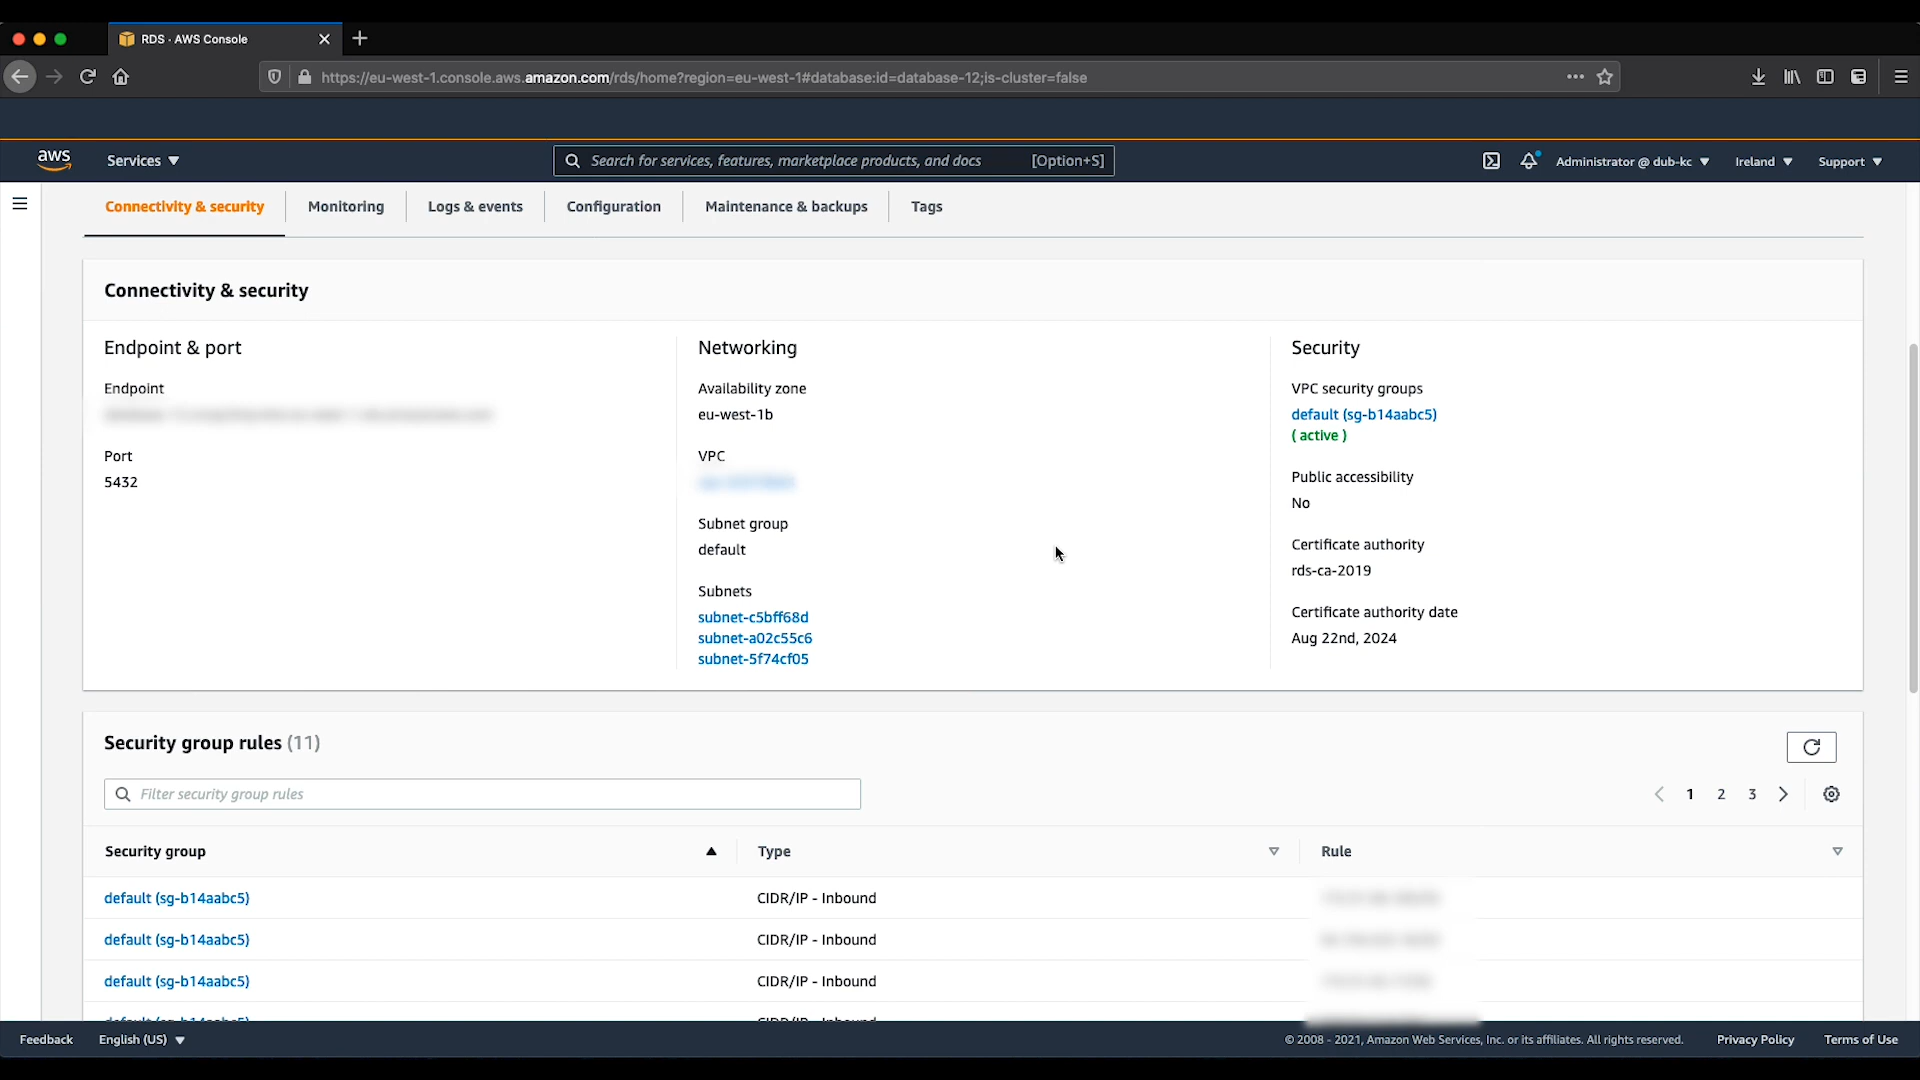 RDS - AWS Console
https://eu-west-1.console.aws.amazon.com/rds/home?region=eu-west-1#database:id=database-12;is-cluster=false
aws
Services
Search for services, features, marketplace products, and docs [Option+S]
Administrator @ dub-kc
Ireland
Support
Connectivity & security
Monitoring
Logs & events
Configuration
Maintenance & backups
Tags
Connectivity & security
Endpoint & port
Endpoint
Port
5432
Networking
Availability zone
eu-west-1b
VPC
Subnet group
default
Subnets
subnet-c5bff68d
subnet-a02c55c6
subnet-5f74cf05
Security
VPC security groups
default (sg-b14aabc5)
( active )
Public accessibility
No
Certificate authority
rds-ca-2019
Certificate authority date
Aug 22nd, 2024
Security group rules (11)
Filter security group rules
1 2 3
Security group
Type
Rule
default (sg-b14aabc5)
CIDR/IP - Inbound
default (sg-b14aabc5)
CIDR/IP - Inbound
default (sg-b14aabc5)
CIDR/IP - Inbound
default (sg-b14aabc5)
CIDR/IP - Inbound
Feedback
English (US)
© 2008 - 2021, Amazon Web Services, Inc. or its affiliates. All rights reserved.
Privacy Policy
Terms of Use